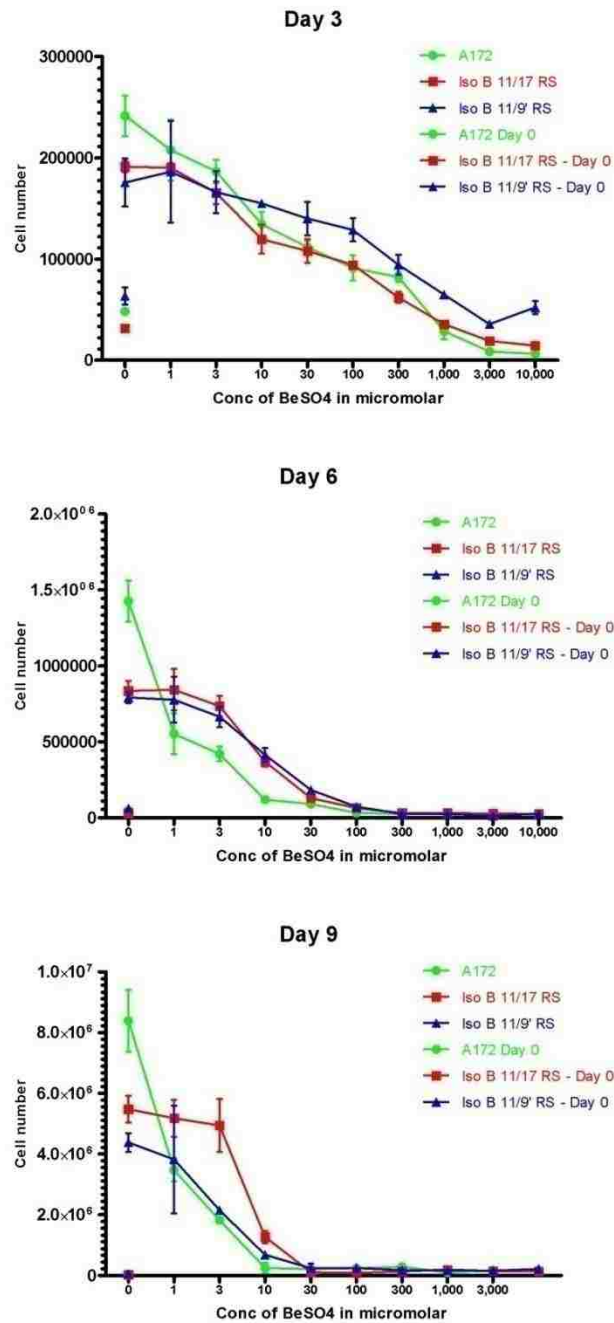 Day 3
300000
200000
100000
0
Cell number
0 1 3 10 30 100 300 1,000 3,000 10,000
Conc of BeSO4 in micromolar
A172
Iso B 11/17 RS
Iso B 11/9' RS
A172 Day 0
Iso B 11/17 RS - Day 0
Iso B 11/9' RS - Day 0
Day 6
2.0×10⁰⁶
1.5×10⁰⁶
1000000
500000
0
Cell number
0 1 3 10 30 100 300 1,000 3,000 10,000
Conc of BeSO4 in micromolar
A172
Iso B 11/17 RS
Iso B 11/9' RS
A172 Day 0
Iso B 11/17 RS - Day 0
Iso B 11/9' RS - Day 0
Day 9
1.0×10⁷
8.0×10⁶
6.0×10⁶
4.0×10⁶
2.0×10⁶
0
Cell number
0 1 3 10 30 100 300 1,000 3,000
Conc of BeSO4 in micromolar
A172
Iso B 11/17 RS
Iso B 11/9' RS
A172 Day 0
Iso B 11/17 RS - Day 0
Iso B 11/9' RS - Day 0